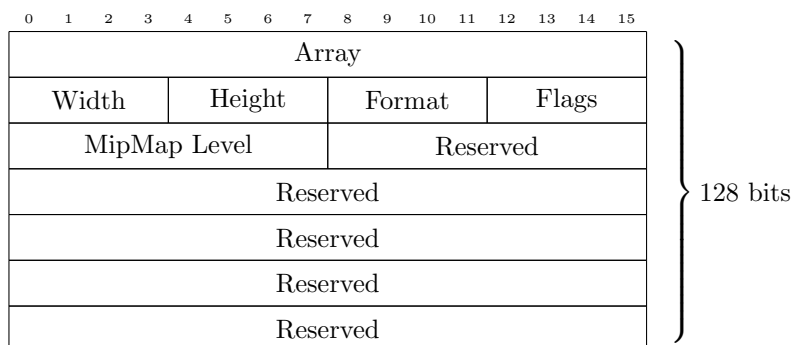 0 1 2 3 4 5 6 7 8 9 10 11 12 13 14 15
Array
Width Height Format Flags
MipMap Level Reserved
Reserved
128 bits
Reserved
Reserved
Reserved